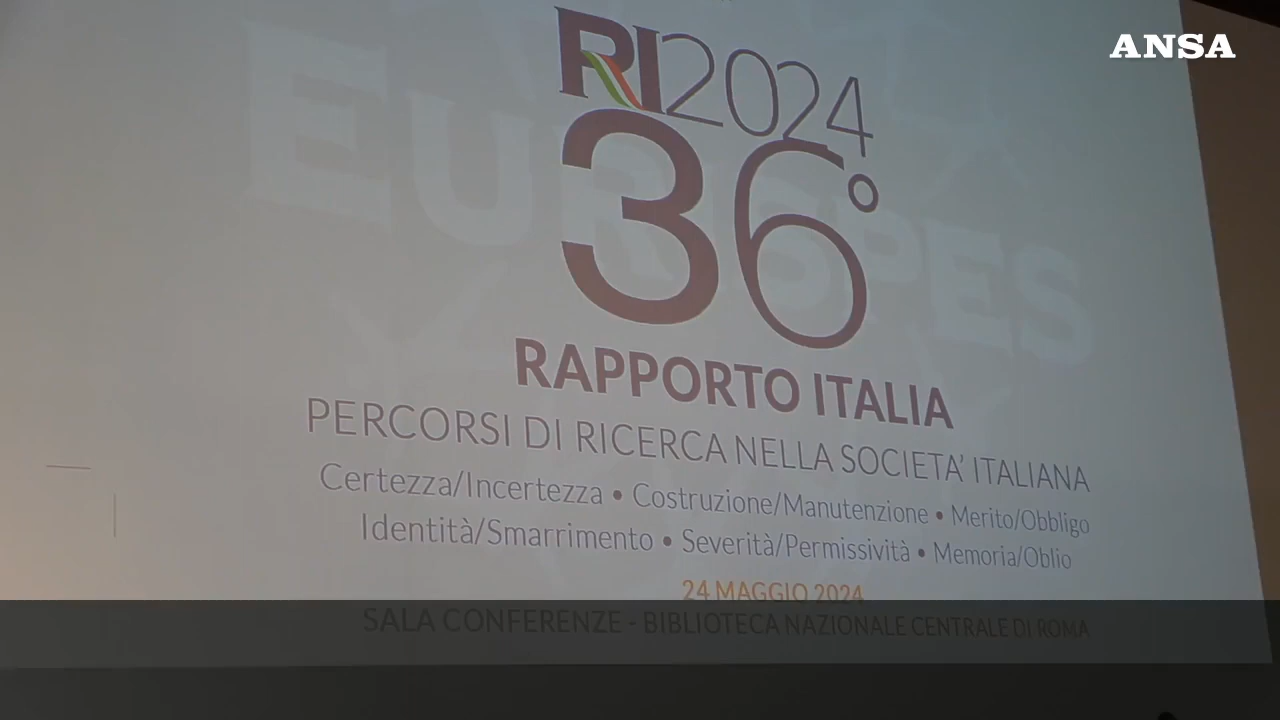 ANSA
RI2024
EURISPES
36°
RAPPORTO ITALIA
PERCORSI DI RICERCA NELLA SOCIETA' ITALIANA
Certezza/Incertezza • Costruzione/Manutenzione • Merito/Obbligo
Identità/Smarrimento • Severità/Permissività • Memoria/Oblio
24 MAGGIO 2024
SALA CONFERENZE - BIBLIOTECA NAZIONALE CENTRALE DI ROMA